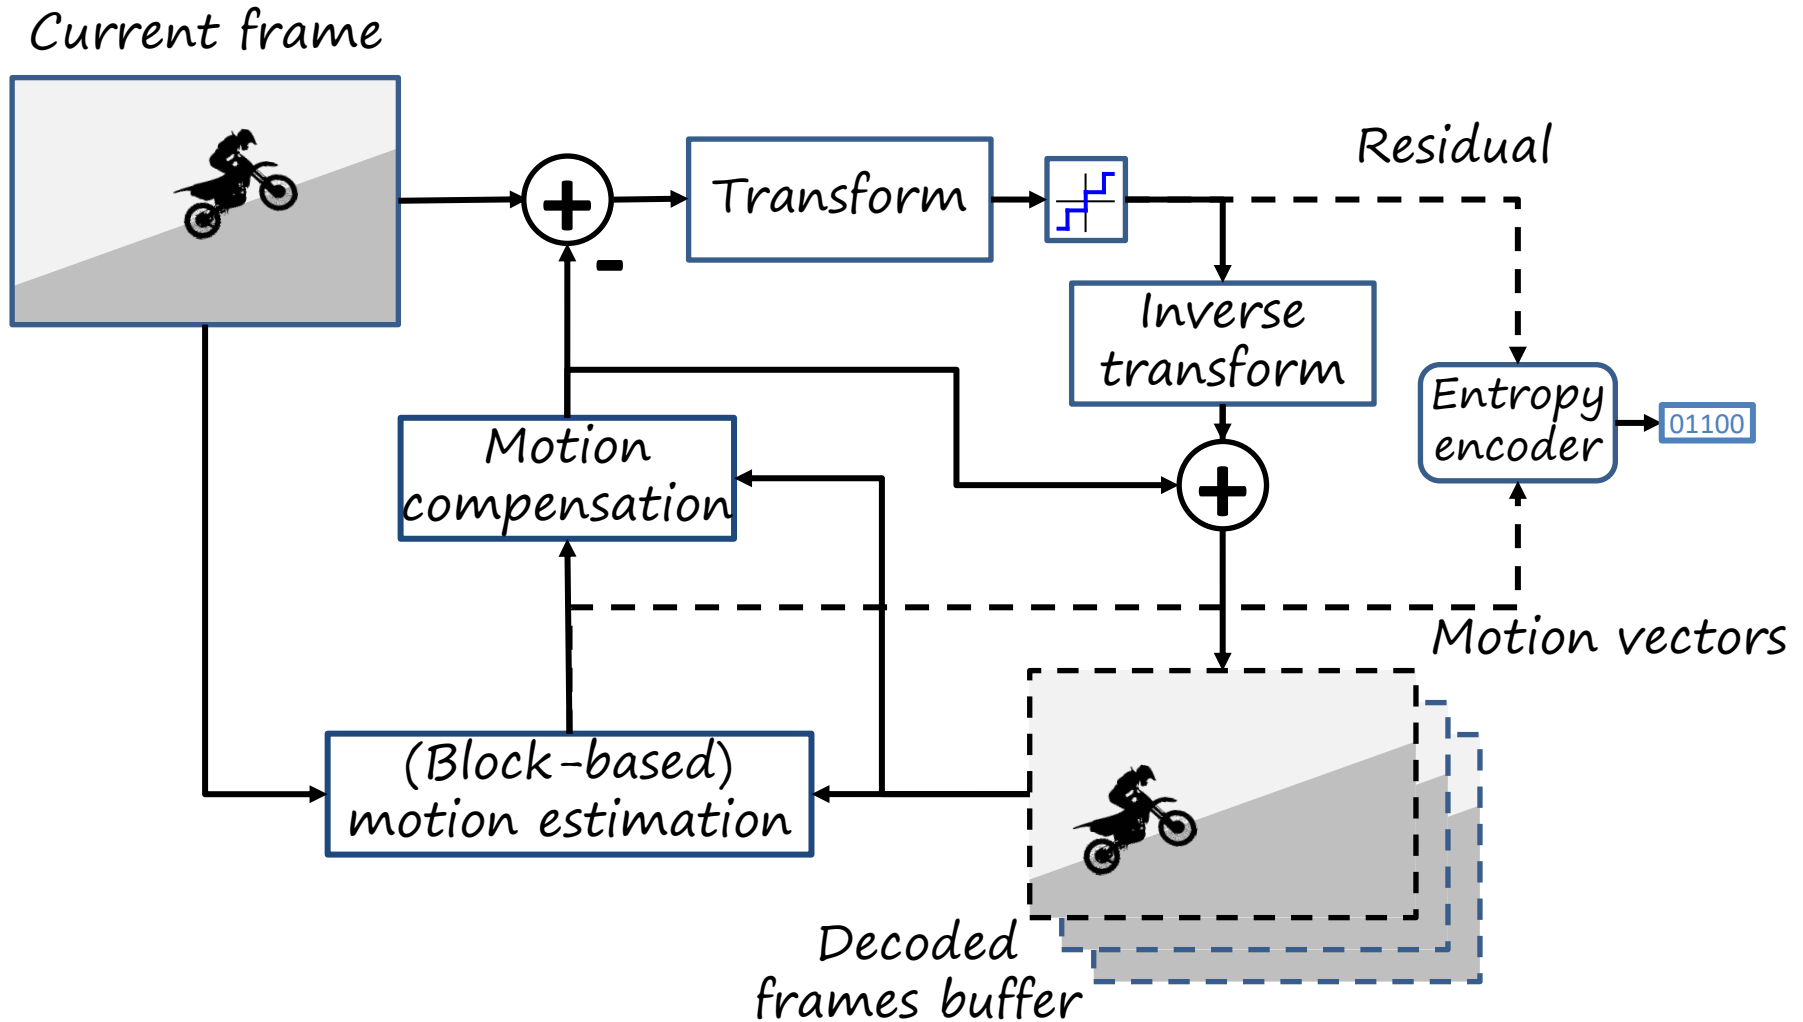 Current frame
Residual
Transform
Inverse
transform
Entropy
encoder
01100
Motion
compensation
Motion vectors
(Block-based)
motion estimation
Decoded
frames buffer